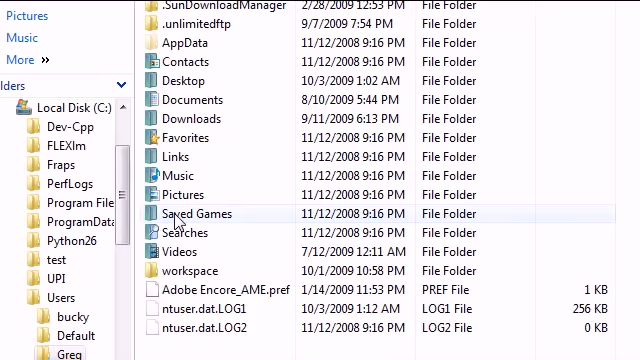 Pictures
Music
More »
lders
Local Disk (C:)
Dev-Cpp
FLEXlm
Fraps
PerfLogs
Program File
ProgramData
Python26
test
UPI
Users
bucky
Default
Greg
.SunDownloadManager 2/28/2009 12:53 PM File Folder
.unlimitedftp 9/7/2009 7:54 PM File Folder
AppData 11/12/2008 9:16 PM File Folder
Contacts 11/12/2008 9:16 PM File Folder
Desktop 10/3/2009 1:02 AM File Folder
Documents 8/10/2009 5:44 PM File Folder
Downloads 9/11/2009 6:13 PM File Folder
Favorites 11/12/2008 9:16 PM File Folder
Links 11/12/2008 9:16 PM File Folder
Music 11/12/2008 9:16 PM File Folder
Pictures 11/12/2008 9:16 PM File Folder
Saved Games 11/12/2008 9:16 PM File Folder
Searches 11/12/2008 9:16 PM File Folder
Videos 7/12/2009 12:11 AM File Folder
workspace 10/1/2009 10:58 PM File Folder
Adobe Encore_AME.pref 1/14/2009 11:53 PM PREF File 1 KB
ntuser.dat.LOG1 10/3/2009 1:12 AM LOG1 File 256 KB
ntuser.dat.LOG2 11/12/2008 9:16 PM LOG2 File 0 KB